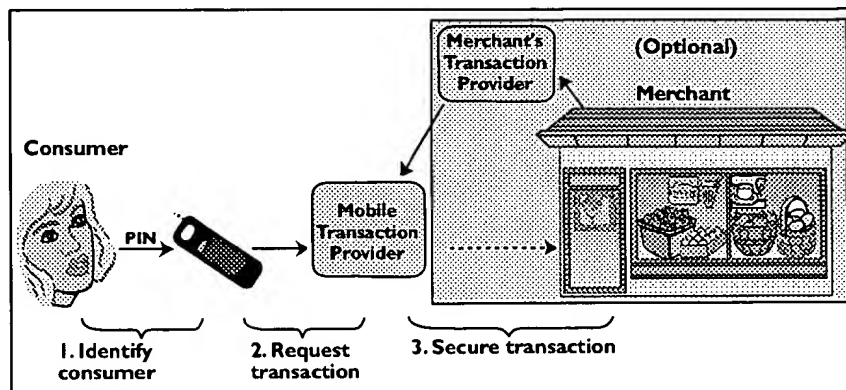 Merchant's
Transaction
Provider
(Optional)
Merchant
Consumer
PIN
Mobile
Transaction
Provider
1. Identify
consumer
2. Request
transaction
3. Secure transaction